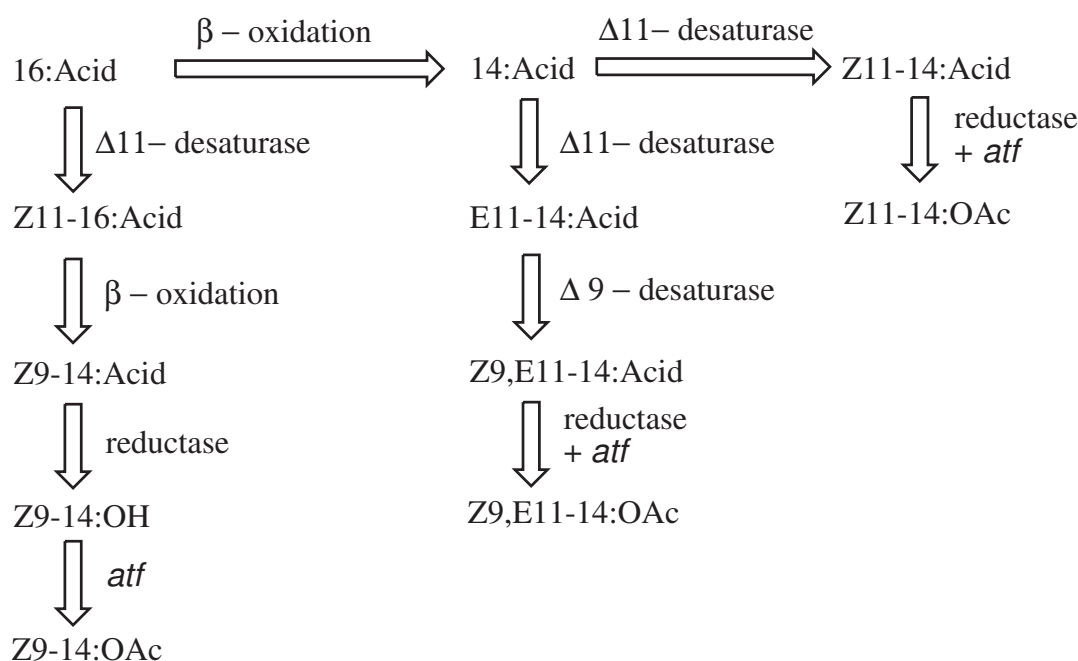 β – oxidation
Δ11– desaturase
16:Acid
14:Acid
Z11-14:Acid
Δ11– desaturase
Δ11– desaturase
reductase
+ atf
Z11-16:Acid
E11-14:Acid
Z11-14:OAc
β – oxidation
Δ 9 – desaturase
Z9-14:Acid
Z9,E11-14:Acid
reductase
reductase
+ atf
Z9-14:OH
Z9,E11-14:OAc
atf
Z9-14:OAc